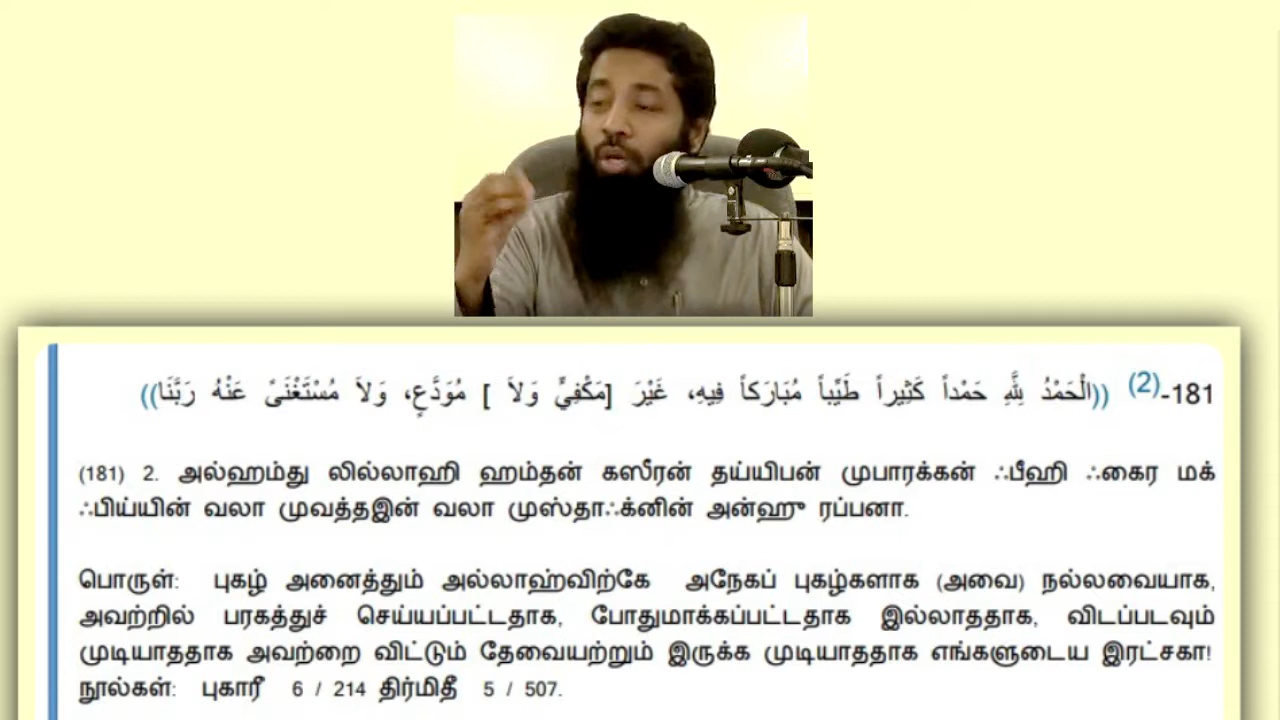 181-(2) ((الْحَمْدُ لِلَّهِ حَمْداً كَثِيراً طَيِّباً مُبَارَكاً فِيهِ، غَيْرَ [مَكْفِيٍّ وَلاَ ] مُوَدَّعٍ، وَلاَ مُسْتَغْنَىً عَنْهُ رَبَّنَا))
(181) 2. அல்ஹம்து லில்லாஹி ஹம்தன் கஸீரன் தய்யிபன் முபாரக்கன் ஃபீஹி ஃகைர மக்
ஃபிய்யின் வலா முவத்தஇன் வலா முஸ்தாஃக்னின் அன்ஹு ரப்பனா.
பொருள்: புகழ் அனைத்தும் அல்லாஹ்விற்கே அநேகப் புகழ்களாக (அவை) நல்லவையாக,
அவற்றில் பரகத்துச் செய்யப்பட்டதாக, போதுமாக்கப்பட்டதாக இல்லாததாக, விடப்படவும்
முடியாததாக அவற்றை விட்டும் தேவையற்றும் இருக்க முடியாததாக எங்களுடைய இரட்சகா!
நூல்கள்: புகாரீ 6 / 214 திர்மிதீ 5 / 507.